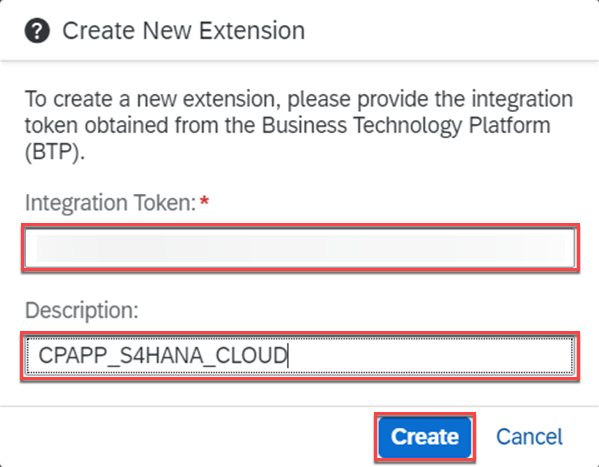 ? Create New Extension
To create a new extension, please provide the integration
token obtained from the Business Technology Platform
(BTP).
Integration Token: *
Description:
CPAPP_S4HANA_CLOUD
Create Cancel